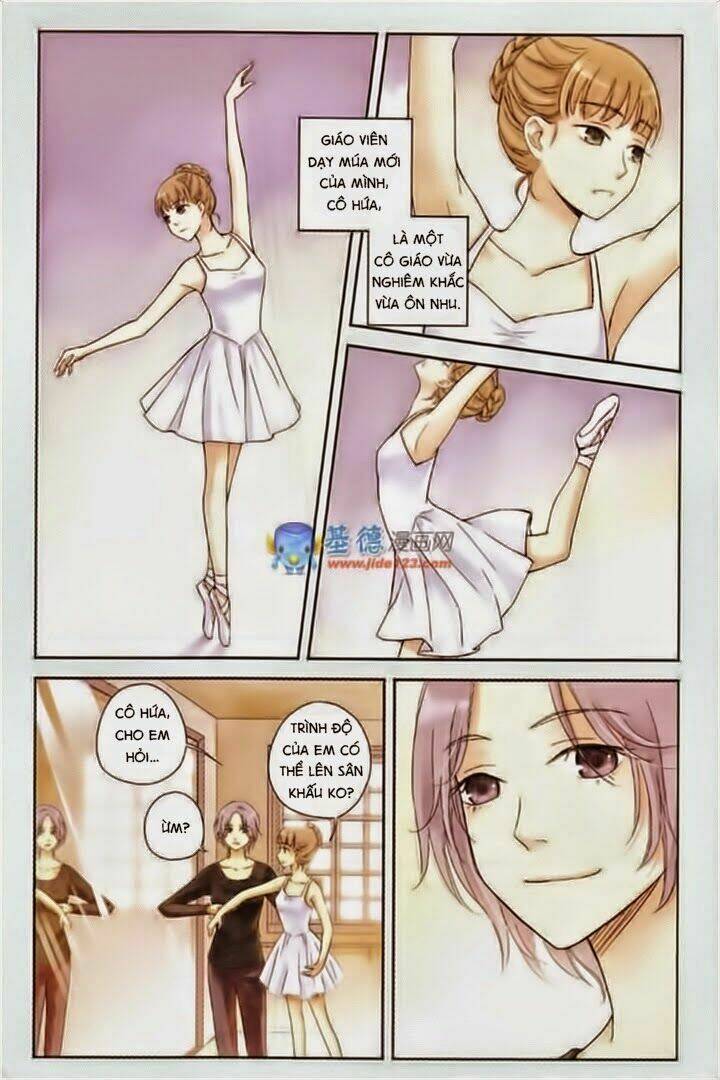 GIÁO VIÊN
DẠY MÚA MỚI
CỦA MÌNH,
CÔ HỨA,
LÀ MỘT
CÔ GIÁO VỪA
NGHIÊM KHẮC
VỪA ÔN NHU.
基德漫画网
www.jide123.com
CÔ HỨA,
CHO EM
HỎI...
TRÌNH ĐỘ
CỦA EM CÓ
THỂ LÊN SÂN
KHẤU KO?
ỪM?